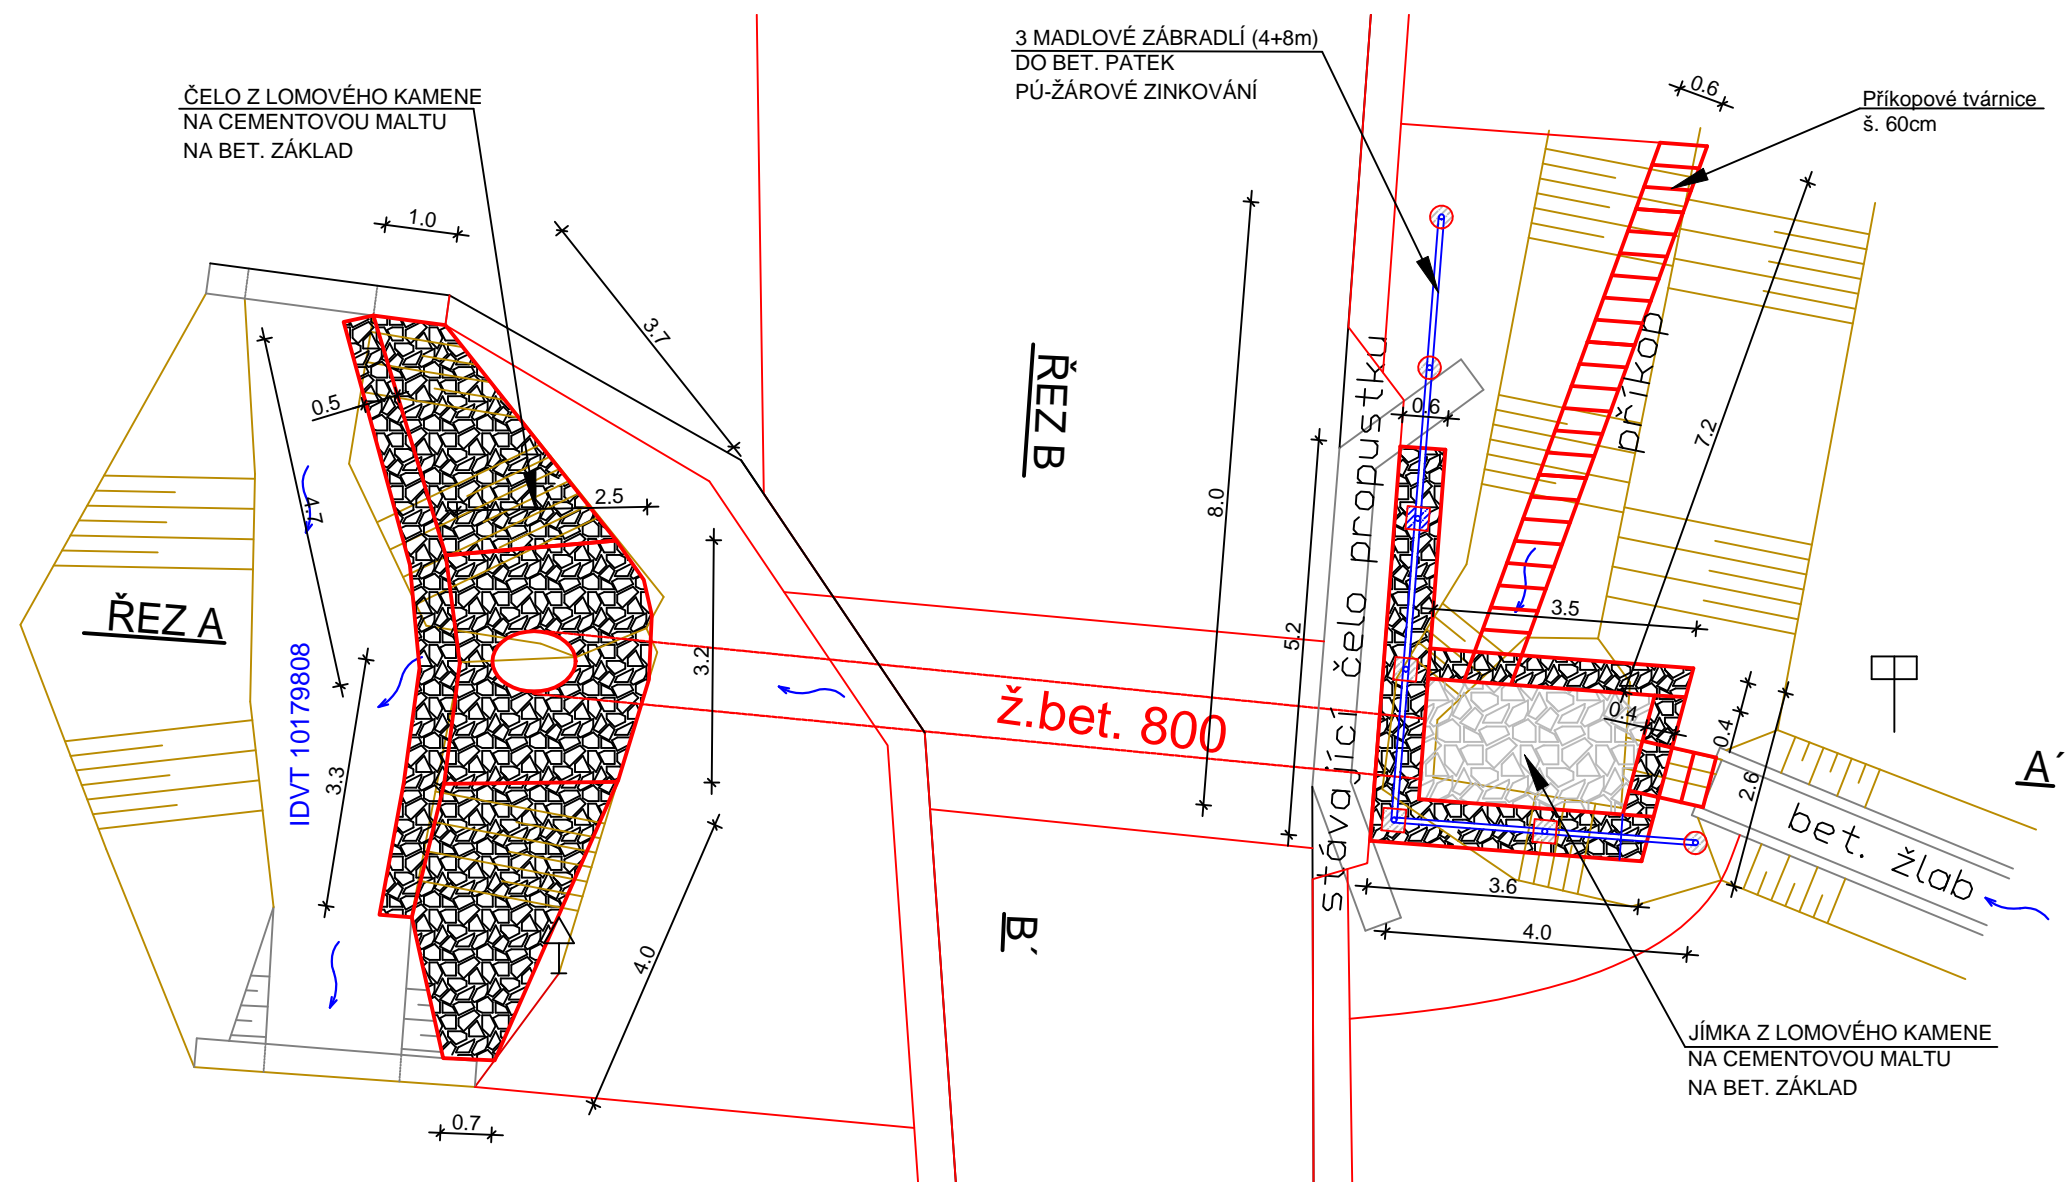 3 MADLOVÉ ZÁBRADLÍ (4+8m)
DO BET. PATEK
PÚ-ŽÁROVÉ ZINKOVÁNÍ
ČELO Z LOMOVÉHO KAMENE
NA CEMENTOVOU MALTU
NA BET. ZÁKLAD
0.6
Příkopové tvárnice
š. 60cm
1.0
3.7
0.5
4.7
2.5
ŘEZ A
IDVT 10179808
3.3
3.2
4.0
0.7
ŘEZ B
B´
ž.bet. 800
8.0
5.2
stávající čelo propustku
0.6
příkop
7.2
3.5
0.4
0.4
2.6
A´
bet. žlab
3.6
4.0
JÍMKA Z LOMOVÉHO KAMENE
NA CEMENTOVOU MALTU
NA BET. ZÁKLAD